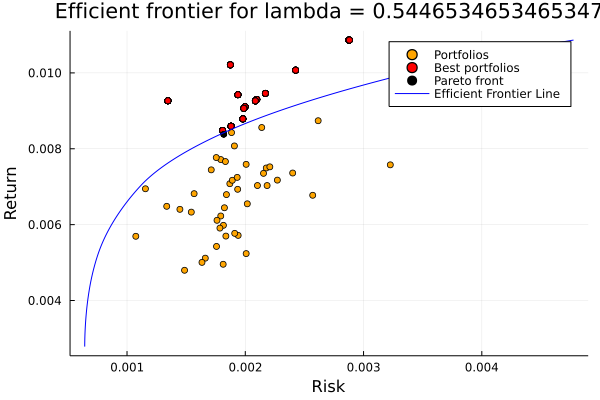 Efficient frontier for lambda = 0.5446534653465347
Portfolios
Best portfolios
Pareto front
Efficient Frontier Line
0.010
0.008
0.006
0.004
Return
0.001
0.002
0.003
0.004
Risk